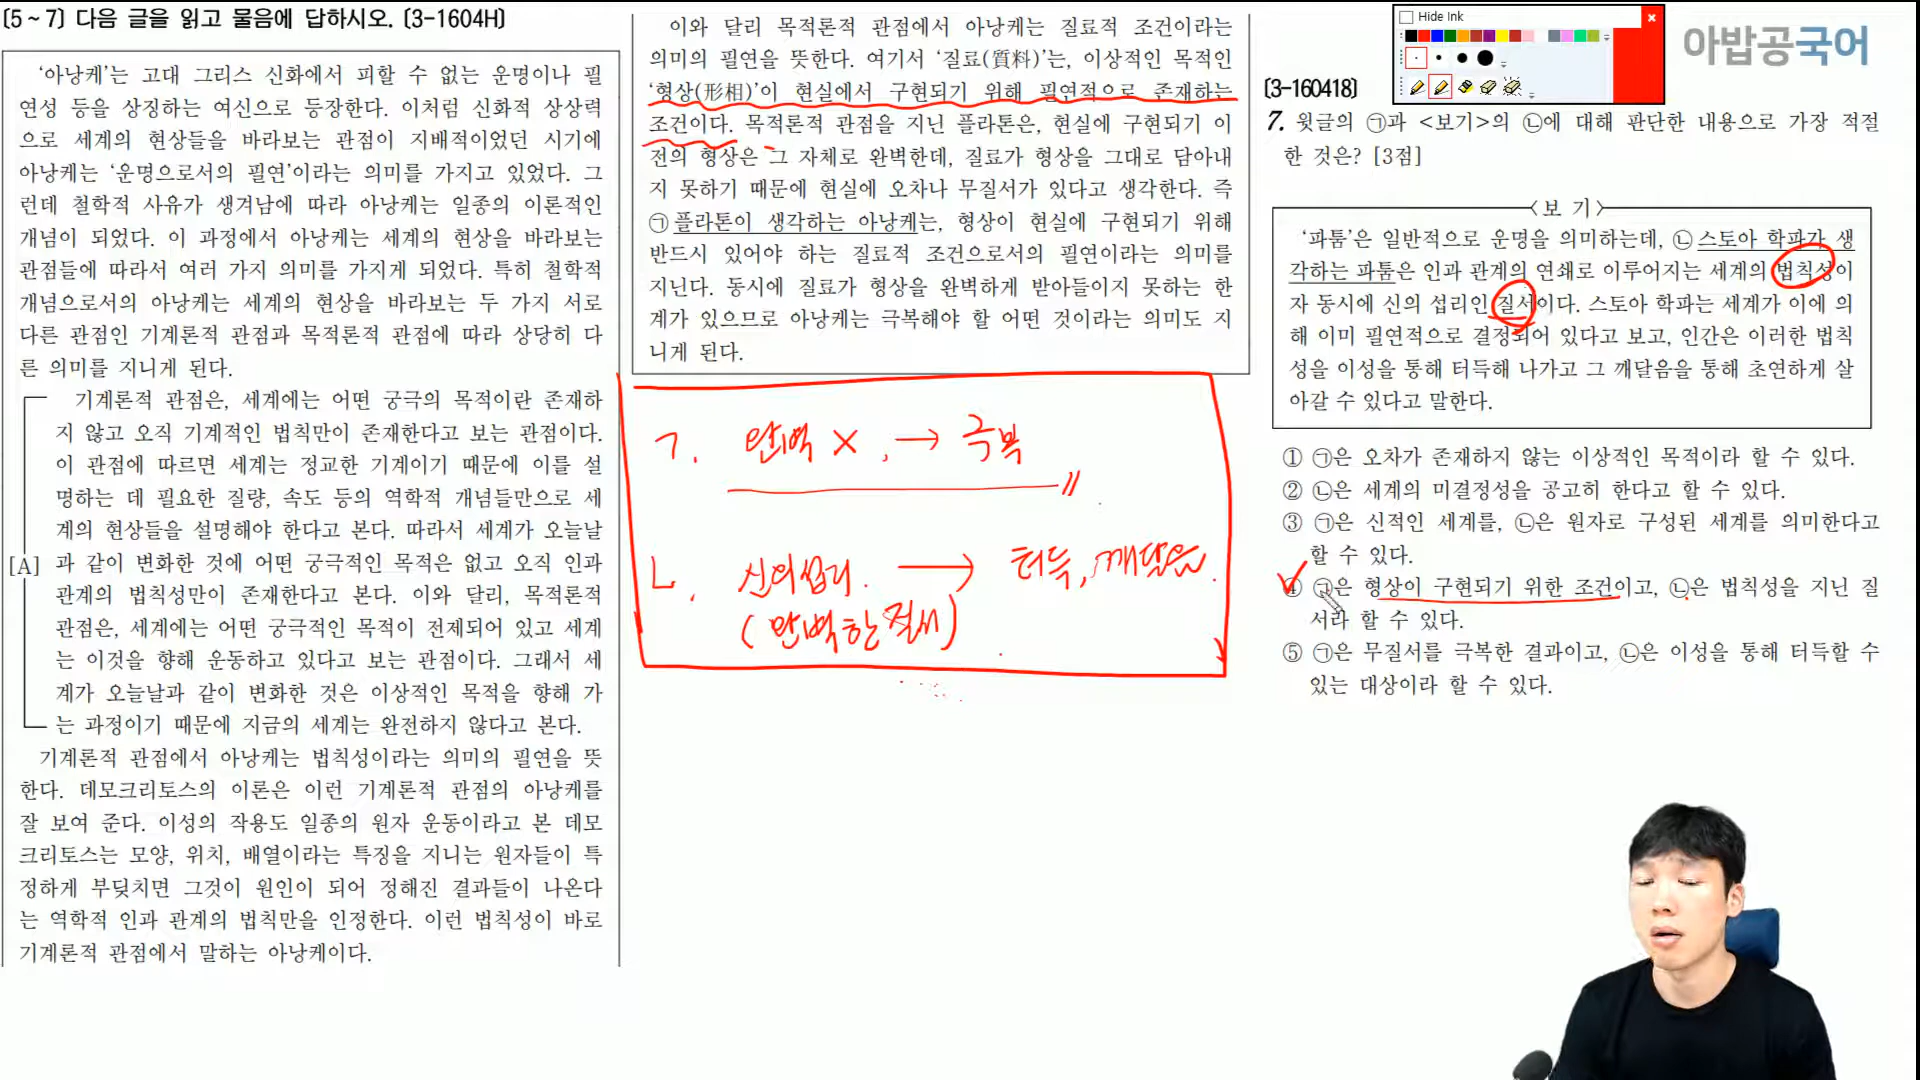 [5 ~ 7] 다음 글을 읽고 물음에 답하시오. [3-1604H]
'아낭케'는 고대 그리스 신화에서 피할 수 없는 운명이나 필
연성 등을 상징하는 여신으로 등장한다. 이처럼 신화적 상상력
으로 세계의 현상들을 바라보는 관점이 지배적이었던 시기에
아낭케는 '운명으로서의 필연'이라는 의미를 가지고 있었다. 그
런데 철학적 사유가 생겨남에 따라 아낭케는 일종의 이론적인
개념이 되었다. 이 과정에서 아낭케는 세계의 현상을 바라보는
관점들에 따라서 여러 가지 의미를 가지게 되었다. 특히 철학적
개념으로서의 아낭케는 세계의 현상을 바라보는 두 가지 서로
다른 관점인 기계론적 관점과 목적론적 관점에 따라 상당히 다
른 의미를 지니게 된다.
기계론적 관점은, 세계에는 어떤 궁극의 목적이란 존재하
지 않고 오직 기계적인 법칙만이 존재한다고 보는 관점이다.
이 관점에 따르면 세계는 정교한 기계이기 때문에 이를 설
명하는 데 필요한 질량, 속도 등의 역학적 개념들만으로 세
계의 현상들을 설명해야 한다고 본다. 따라서 세계가 오늘날
[A] 과 같이 변화한 것에 어떤 궁극적인 목적은 없고 오직 인과
관계의 법칙성만이 존재한다고 본다. 이와 달리, 목적론적
관점은, 세계에는 어떤 궁극적인 목적이 전제되어 있고 세계
는 이것을 향해 운동하고 있다고 보는 관점이다. 그래서 세
계가 오늘날과 같이 변화한 것은 이상적인 목적을 향해 가
는 과정이기 때문에 지금의 세계는 완전하지 않다고 본다.
기계론적 관점에서 아낭케는 법칙성이라는 의미의 필연을 뜻
한다. 데모크리토스의 이론은 이런 기계론적 관점의 아낭케를
잘 보여 준다. 이성의 작용도 일종의 원자 운동이라고 본 데모
크리토스는 모양, 위치, 배열이라는 특징을 지니는 원자들이 특
정하게 부딪치면 그것이 원인이 되어 정해진 결과들이 나온다
는 역학적 인과 관계의 법칙만을 인정한다. 이런 법칙성이 바로
기계론적 관점에서 말하는 아낭케이다.
이와 달리 목적론적 관점에서 아낭케는 질료적 조건이라는
의미의 필연을 뜻한다. 여기서 '질료(質料)'는, 이상적인 목적인
'형상(形相)'이 현실에서 구현되기 위해 필연적으로 존재하는
조건이다. 목적론적 관점을 지닌 플라톤은, 현실에 구현되기 이
전의 형상은 그 자체로 완벽한데, 질료가 형상을 그대로 담아내
지 못하기 때문에 현실에 오차나 무질서가 있다고 생각한다. 즉
㉠ 플라톤이 생각하는 아낭케는, 형상이 현실에 구현되기 위해
반드시 있어야 하는 질료적 조건으로서의 필연이라는 의미를
지닌다. 동시에 질료가 형상을 완벽하게 받아들이지 못하는 한
계가 있으므로 아낭케는 극복해야 할 어떤 것이라는 의미도 지
니게 된다.
ㄱ. 완벽 X, → 극복
ㄴ. 신의섭리. → 터득, 깨달음.
(완벽한 질서)
Hide Ink
아밥공국어
[3-160418]
7. 윗글의 ㉠과 <보기>의 ㉡에 대해 판단한 내용으로 가장 적절
한 것은? [3점]
<보 기>
'파툼'은 일반적으로 운명을 의미하는데, ㉡ 스토아 학파가 생
각하는 파툼은 인과 관계의 연쇄로 이루어지는 세계의 법칙성이
자 동시에 신의 섭리인 질서이다. 스토아 학파는 세계가 이에 의
해 이미 필연적으로 결정되어 있다고 보고, 인간은 이러한 법칙
성을 이성을 통해 터득해 나가고 그 깨달음을 통해 초연하게 살
아갈 수 있다고 말한다.
① ㉠은 오차가 존재하지 않는 이상적인 목적이라 할 수 있다.
② ㉡은 세계의 미결정성을 공고히 한다고 할 수 있다.
③ ㉠은 신적인 세계를, ㉡은 원자로 구성된 세계를 의미한다고
할 수 있다.
④ ㉠은 형상이 구현되기 위한 조건이고, ㉡은 법칙성을 지닌 질
서라 할 수 있다.
⑤ ㉠은 무질서를 극복한 결과이고, ㉡은 이성을 통해 터득할 수
있는 대상이라 할 수 있다.